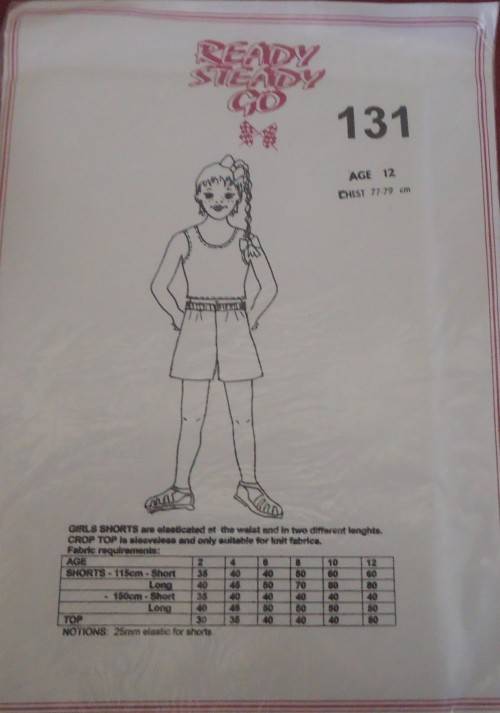 READY
STEADY
GO
131
AGE 12
CHEST 77-79 cm
GIRLS SHORTS are elasticated at the waist and in two different lenghts.
CROP TOP is sleeveless and only suitable for knit fabrics.
Fabric requirements:
AGE 2 4 6 8 10 12
SHORTS - 115cm - Short 35 40 40 50 60 60
Long 40 45 50 70 80 80
- 150cm - Short 35 40 40 40 40 40
Long 40 45 50 50 50 50
TOP 30 35 40 40 40 50
NOTIONS: 25mm elastic for shorts